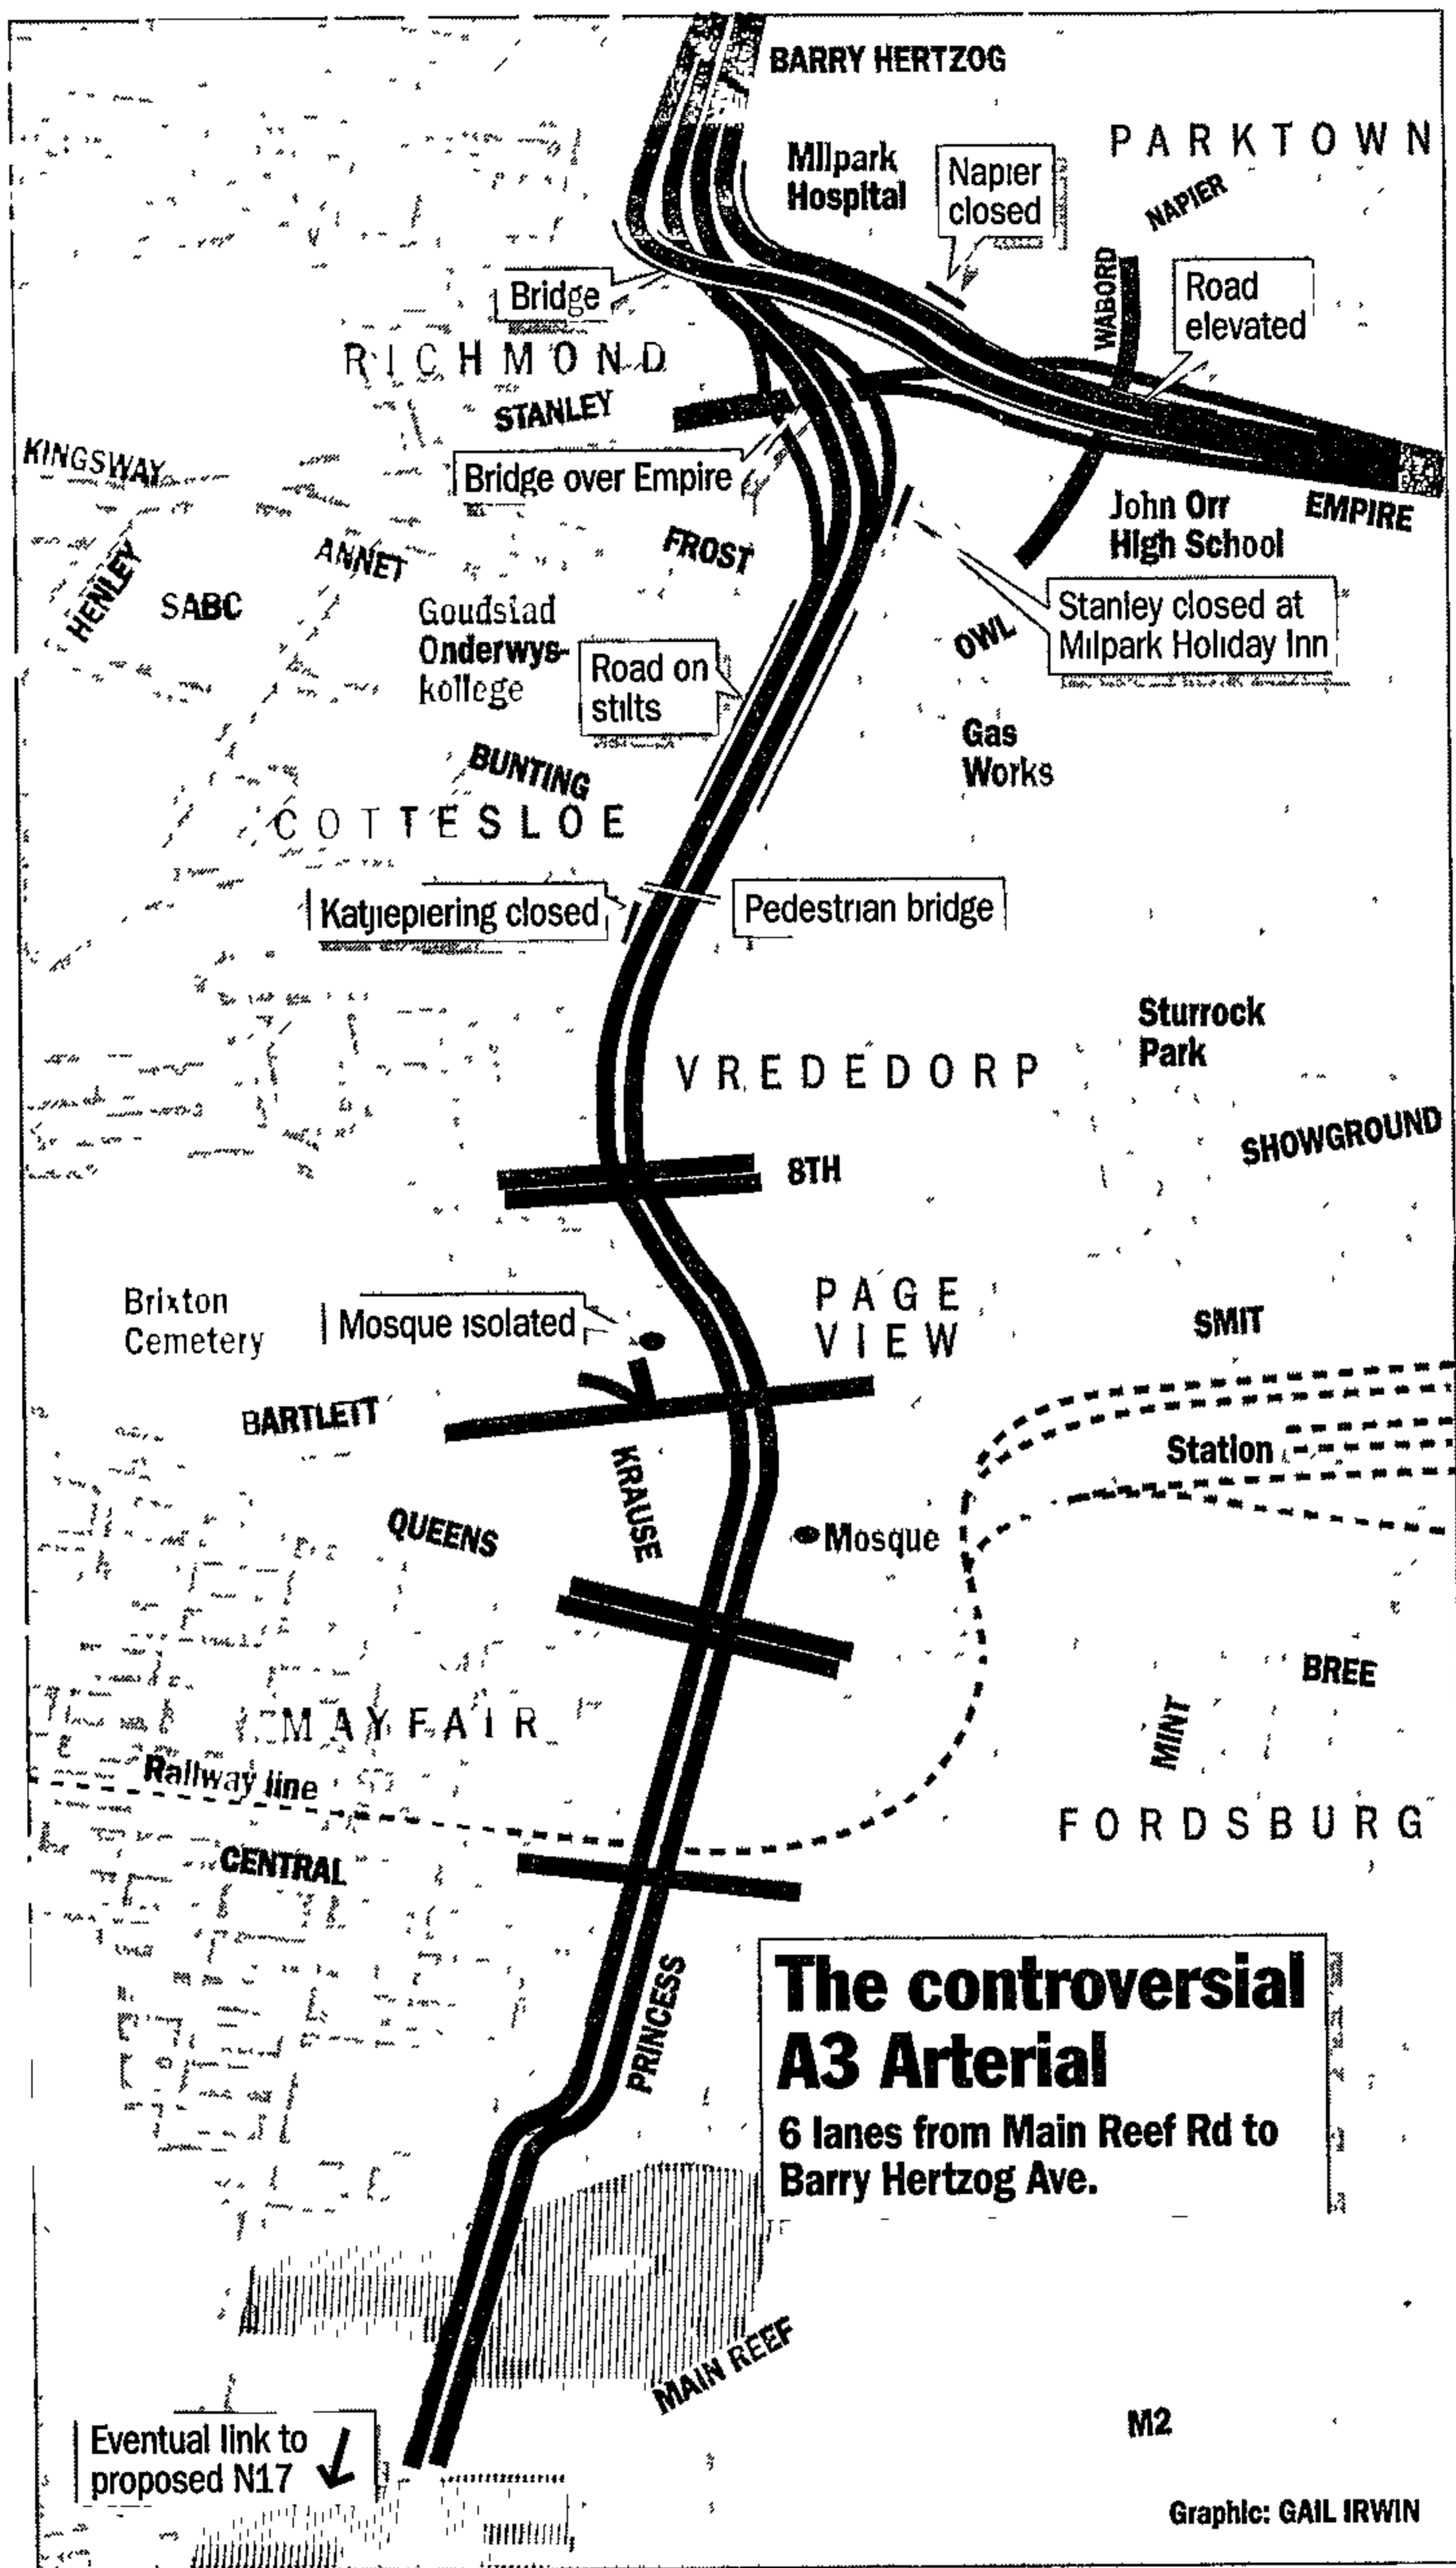 BARRY HERTZOG
PARKTOWN
Milpark
Hospital
Napier
closed
NAPIER
WABORD
Road
elevated
Bridge
RICHMOND
STANLEY
KINGSWAY
Bridge over Empire
John Orr
High School
EMPIRE
FROST
ANNET
HENLEY
SABC
Goudstad
Onderwys-
kollege
Road on
stilts
Stanley closed at
Milpark Holiday Inn
OWL
Gas
Works
BUNTING
COTTESLOE
Katjiepiering closed
Pedestrian bridge
Sturrock
Park
VREDEDORP
SHOWGROUND
8TH
PAGE
VIEW
Brixton
Cemetery
Mosque isolated
SMIT
BARTLETT
Station
KRAUSE
QUEENS
Mosque
BREE
MINT
MAYFAIR
Railway line
FORDSBURG
CENTRAL
PRINCESS
The controversial
A3 Arterial
6 lanes from Main Reef Rd to
Barry Hertzog Ave.
MAIN REEF
M2
Eventual link to
proposed N17
Graphic: GAIL IRWIN